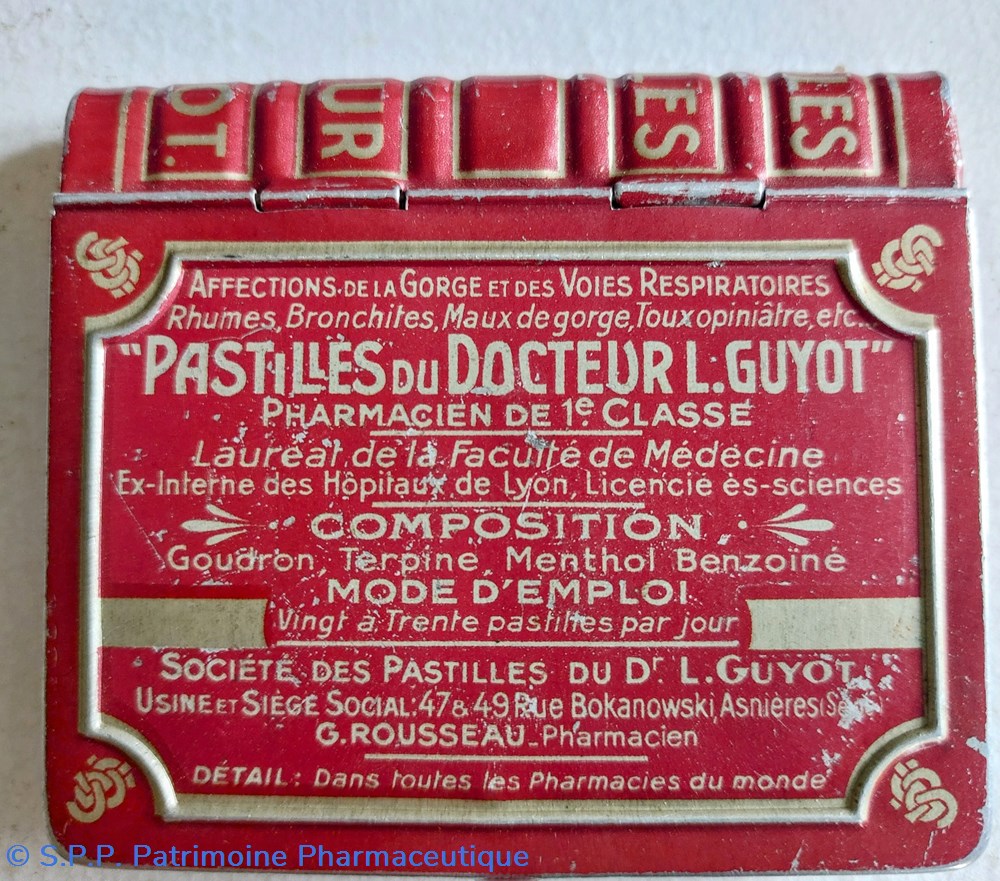 OT.
UR
LES
LES
AFFECTIONS DE LA GORGE ET DES VOIES RESPIRATOIRES
Rhumes, Bronchites, Maux de gorge, Toux opiniâtre, etc...
"PASTILLES DU DOCTEUR L. GUYOT"
PHARMACIEN DE 1e CLASSE
Lauréat de la Faculté de Médecine
Ex-Interne des Hôpitaux de Lyon, Licencié ès-sciences
COMPOSITION
Goudron, Terpine, Menthol Benzoïné
MODE D'EMPLOI
Vingt à Trente pastilles par jour
SOCIÉTÉ DES PASTILLES DU Dr L. GUYOT
USINE ET SIÈGE SOCIAL: 47 & 49 Rue Bokanowski, Asnières
G. ROUSSEAU - Pharmacien
DÉTAIL: Dans toutes les Pharmacies du monde
© S.P.P. Patrimoine Pharmaceutique